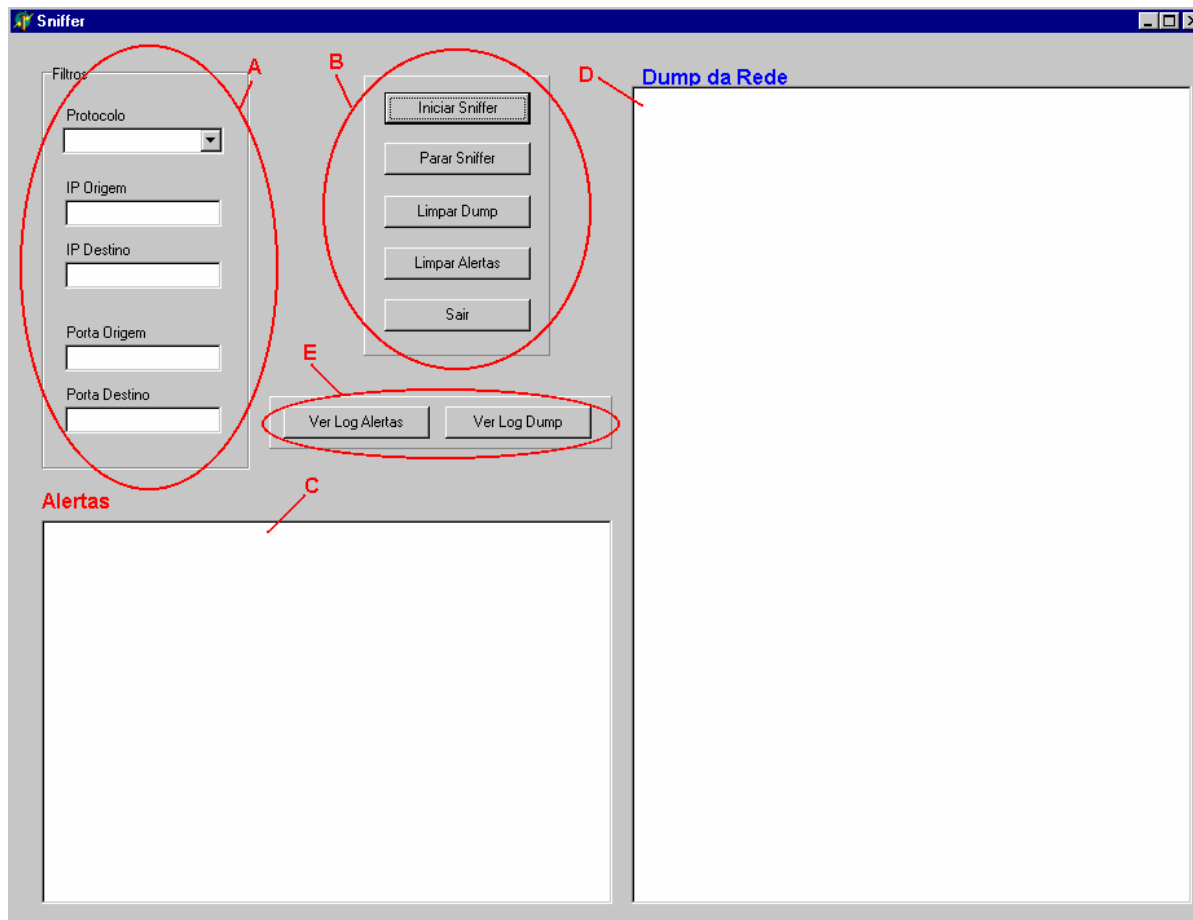 Sniffer
Filtros
A
Protocolo
IP Origem
IP Destino
Porta Origem
Porta Destino
B
Iniciar Sniffer
Parar Sniffer
Limpar Dump
Limpar Alertas
Sair
E
Ver Log Alertas
Ver Log Dump
Alertas
C
D
Dump da Rede